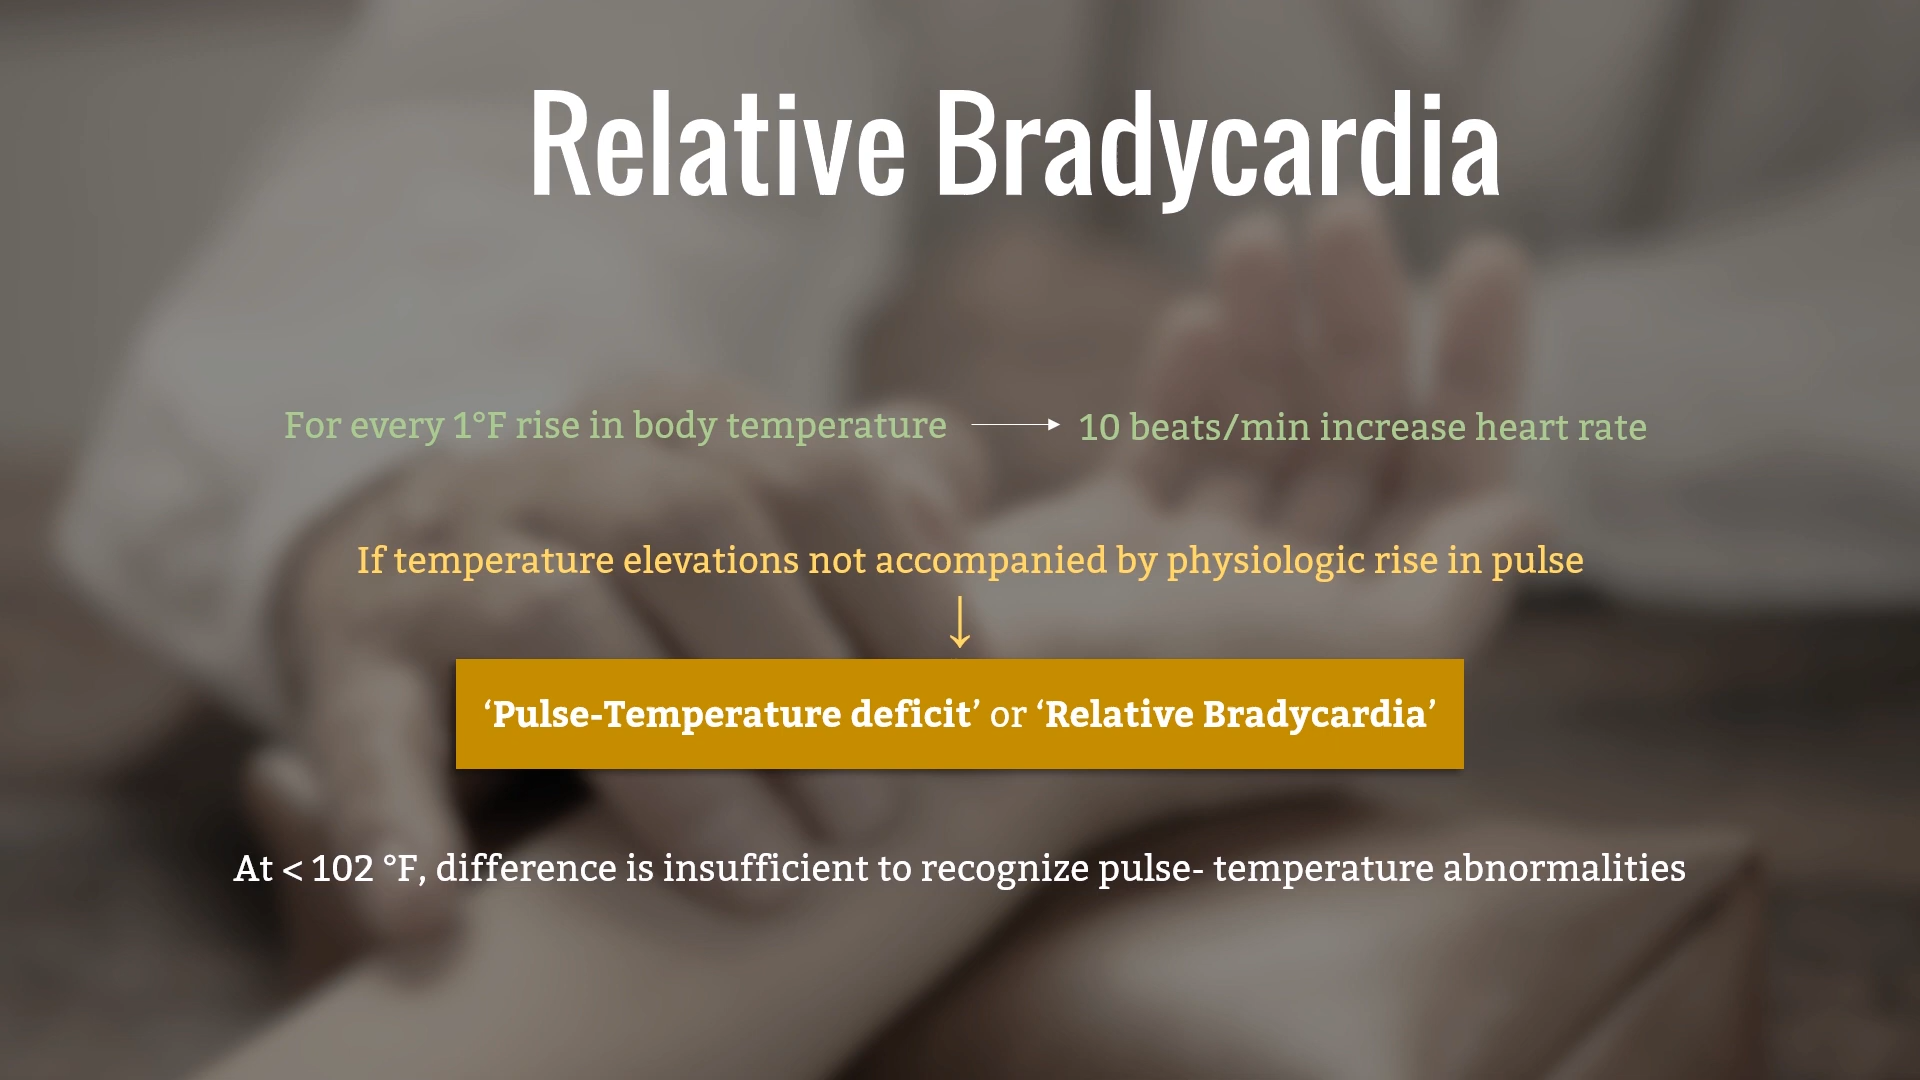 Relative Bradycardia
For every 1°F rise in body temperature → 10 beats/min increase heart rate
If temperature elevations not accompanied by physiologic rise in pulse
↓
‘Pulse-Temperature deficit’ or ‘Relative Bradycardia’
At < 102 °F, difference is insufficient to recognize pulse- temperature abnormalities